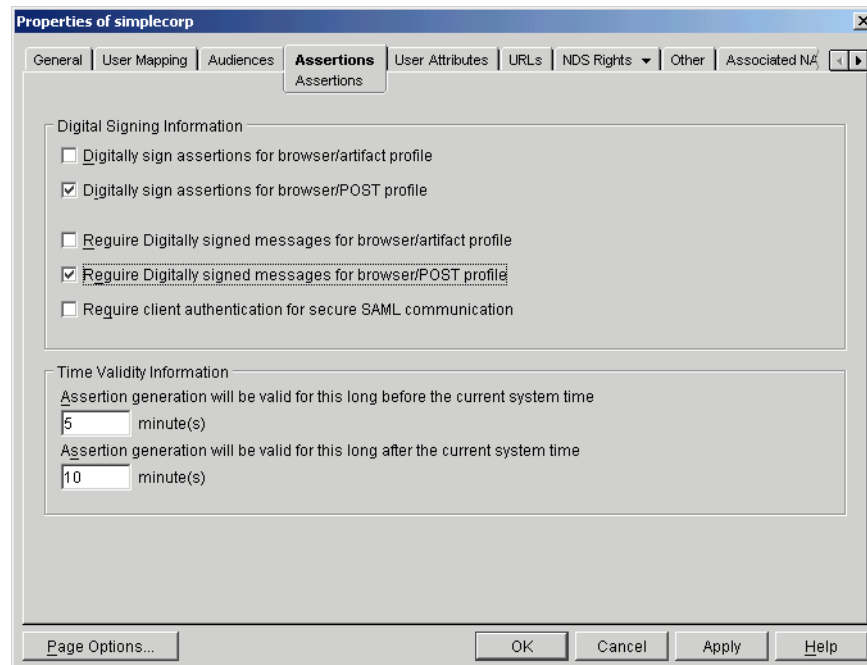 Properties of simplecorp
General User Mapping Audiences Assertions User Attributes URLs NDS Rights Other Associated NA
Assertions
Digital Signing Information
Digitally sign assertions for browser/artifact profile
Digitally sign assertions for browser/POST profile
Require Digitally signed messages for browser/artifact profile
Require Digitally signed messages for browser/POST profile
Require client authentication for secure SAML communication
Time Validity Information
Assertion generation will be valid for this long before the current system time
5 minute(s)
Assertion generation will be valid for this long after the current system time
10 minute(s)
Page Options... OK Cancel Apply Help